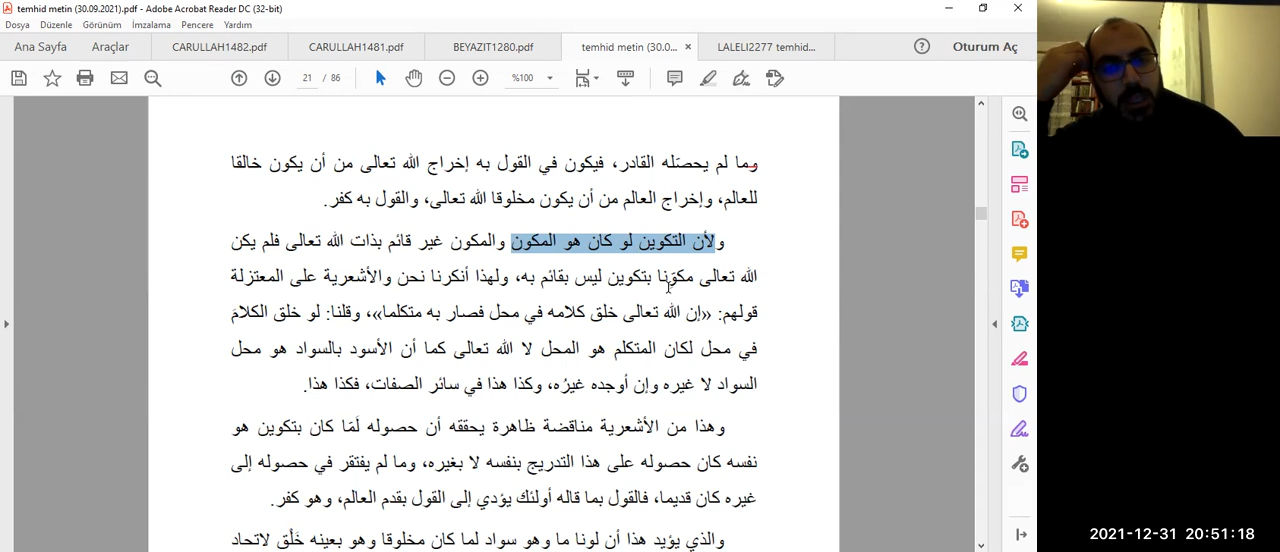 temhid metin (30.09.2021).pdf - Adobe Acrobat Reader DC (32-bit)
Dosya Düzenle Görünüm İmzalama Pencere Yardım
Ana Sayfa Araçlar CARULLAH1482.pdf CARULLAH1481.pdf BEYAZIT1280.pdf temhid metin (30.0... × LALELI2277 temhid... Oturum Aç
21 / 86 %100
وما لم يحصّله القادر، فيكون في القول به إخراج الله تعالى من أن يكون خالقا
للعالم، وإخراج العالم من أن يكون مخلوقا الله تعالى، والقول به كفر.
ولأن التكوين لو كان هو المكون والمكون غير قائم بذات الله تعالى فلم يكن
الله تعالى مكوّنا بتكوين ليس بقائم به، ولهذا أنكرنا نحن والأشعرية على المعتزلة
قولهم: «إن الله تعالى خلق كلامه في محل فصار به متكلما»، وقلنا: لو خلق الكلامَ
في محل لكان المتكلم هو المحل لا الله تعالى كما أن الأسود بالسواد هو محل
السواد لا غيره وإن أوجده غيرُه، وكذا هذا في سائر الصفات، فكذا هذا.
وهذا من الأشعرية مناقضة ظاهرة يحققه أن حصوله لَمّا كان بتكوين هو
نفسه كان حصوله على هذا التدريج بنفسه لا بغيره، وما لم يفتقر في حصوله إلى
غيره كان قديما، فالقول بما قاله أولئك يؤدي إلى القول بقدم العالم، وهو كفر.
والذي يؤيد هذا أن لونا ما وهو سواد لما كان مخلوقا وهو بعينه خَلْق لاتحاد
2021-12-31 20:51:18